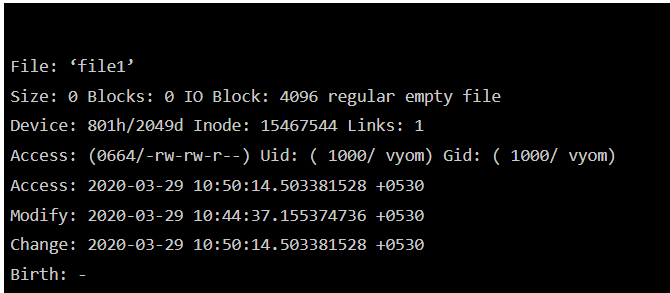 File: ‘file1’
Size: 0 Blocks: 0 IO Block: 4096 regular empty file
Device: 801h/2049d Inode: 15467544 Links: 1
Access: (0664/-rw-rw-r--) Uid: ( 1000/ vyom) Gid: ( 1000/ vyom)
Access: 2020-03-29 10:50:14.503381528 +0530
Modify: 2020-03-29 10:44:37.155374736 +0530
Change: 2020-03-29 10:50:14.503381528 +0530
Birth: -